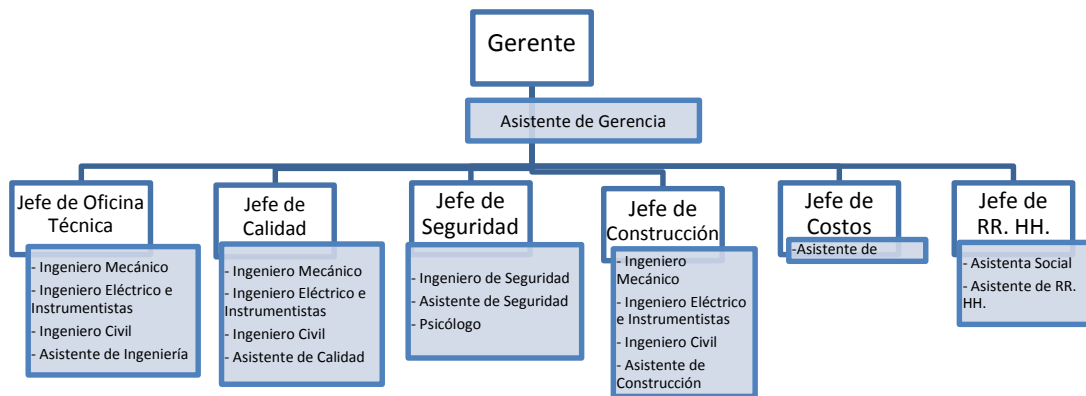 Gerente
Asistente de Gerencia
Jefe de Oficina
Técnica
- Ingeniero Mecánico
- Ingeniero Eléctrico e
Instrumentistas
- Ingeniero Civil
- Asistente de Ingeniería
Jefe de
Calidad
- Ingeniero Mecánico
- Ingeniero Eléctrico e
Instrumentistas
- Ingeniero Civil
- Asistente de Calidad
Jefe de
Seguridad
- Ingeniero de Seguridad
- Asistente de Seguridad
- Psicólogo
Jefe de
Construcción
- Ingeniero
Mecánico
- Ingeniero Eléctrico
e Instrumentistas
- Ingeniero Civil
- Asistente de
Construcción
Jefe de
Costos
-Asistente de
Jefe de
RR. HH.
- Asistenta Social
- Asistente de RR.
HH.